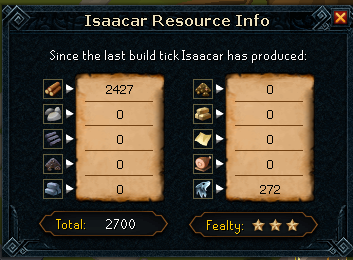 Isaacar Resource Info
Since the last build tick Isaacar has produced:
2427 0
0 0
0 0
0 0
0 272
Total: 2700 Fealty: